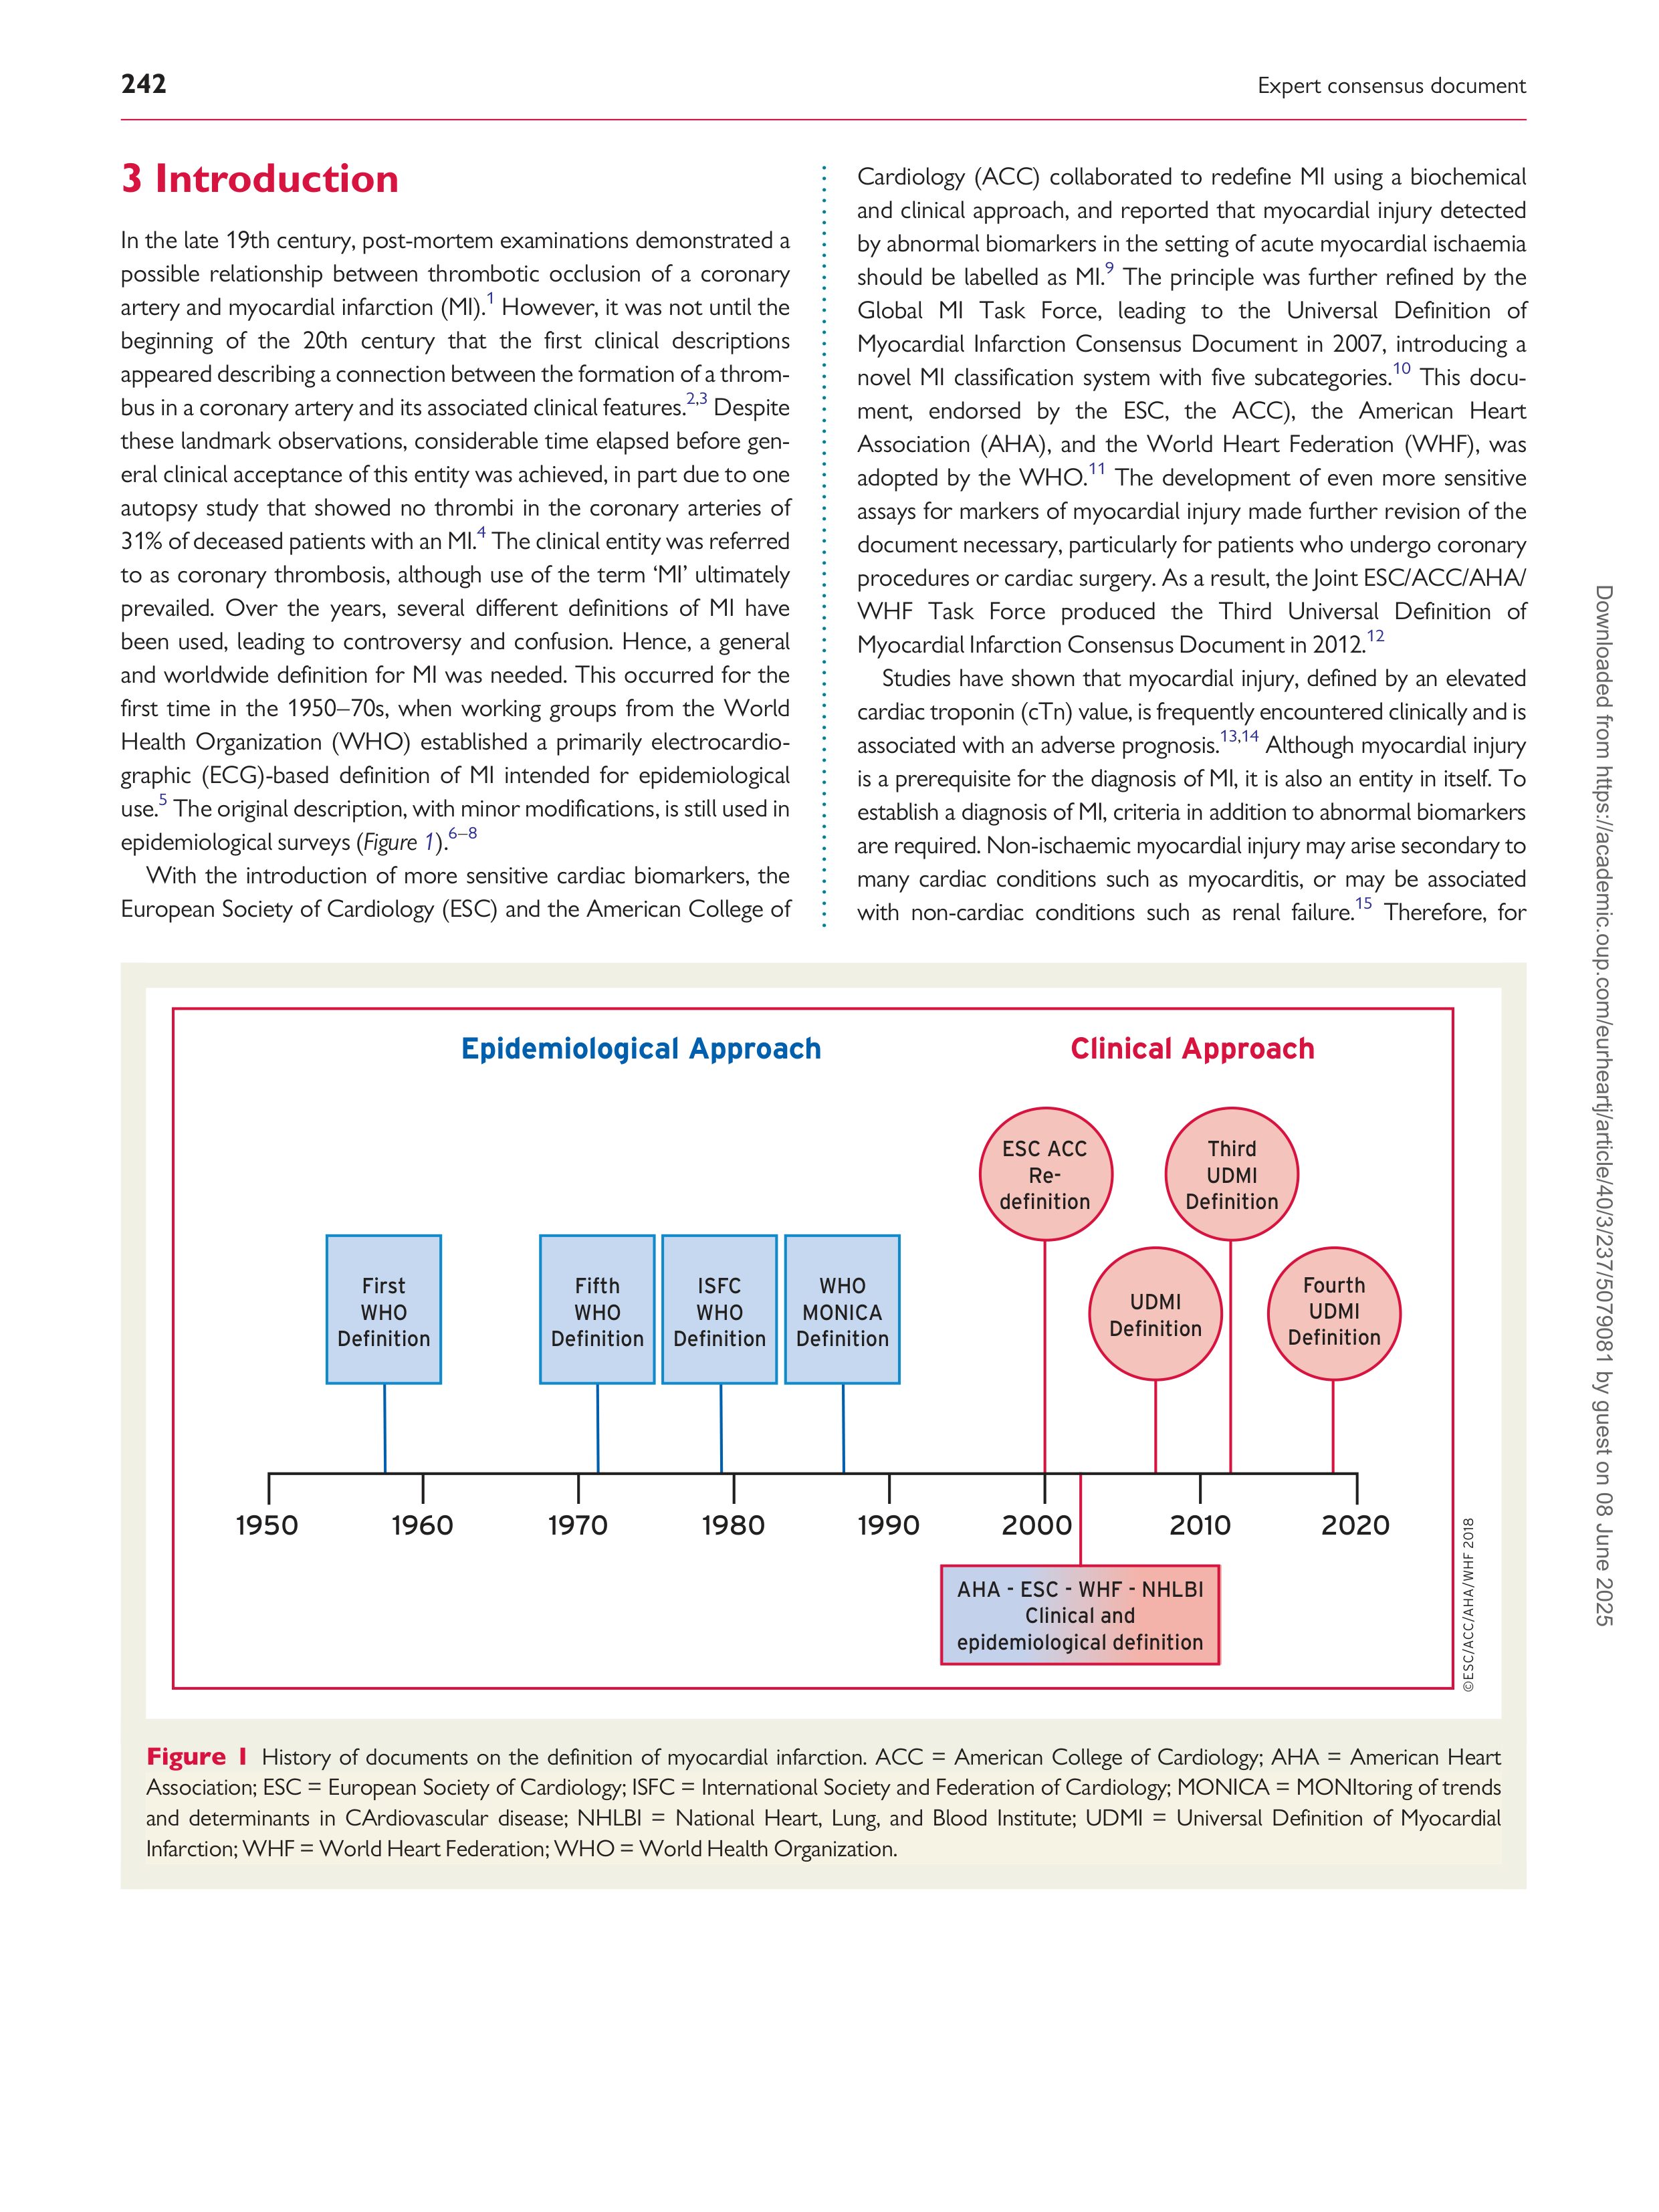 242
Expert consensus document
3 Introduction
In the late 19th century, post-mortem examinations demonstrated a
possible relationship between thrombotic occlusion of a coronary
artery and myocardial infarction (MI).1 However, it was not until the
beginning of the 20th century that the first clinical descriptions
appeared describing a connection between the formation of a throm-
bus in a coronary artery and its associated clinical features.2,3 Despite
these landmark observations, considerable time elapsed before gen-
eral clinical acceptance of this entity was achieved, in part due to one
autopsy study that showed no thrombi in the coronary arteries of
31% of deceased patients with an MI.4 The clinical entity was referred
to as coronary thrombosis, although use of the term ‘MI’ ultimately
prevailed. Over the years, several different definitions of MI have
been used, leading to controversy and confusion. Hence, a general
and worldwide definition for MI was needed. This occurred for the
first time in the 1950–70s, when working groups from the World
Health Organization (WHO) established a primarily electrocardio-
graphic (ECG)-based definition of MI intended for epidemiological
use.5 The original description, with minor modifications, is still used in
epidemiological surveys (Figure 1).6–8
With the introduction of more sensitive cardiac biomarkers, the
European Society of Cardiology (ESC) and the American College of
Cardiology (ACC) collaborated to redefine MI using a biochemical
and clinical approach, and reported that myocardial injury detected
by abnormal biomarkers in the setting of acute myocardial ischaemia
should be labelled as MI.9 The principle was further refined by the
Global MI Task Force, leading to the Universal Definition of
Myocardial Infarction Consensus Document in 2007, introducing a
novel MI classification system with five subcategories.10 This docu-
ment, endorsed by the ESC, the ACC), the American Heart
Association (AHA), and the World Heart Federation (WHF), was
adopted by the WHO.11 The development of even more sensitive
assays for markers of myocardial injury made further revision of the
document necessary, particularly for patients who undergo coronary
procedures or cardiac surgery. As a result, the Joint ESC/ACC/AHA/
WHF Task Force produced the Third Universal Definition of
Myocardial Infarction Consensus Document in 2012.12
Studies have shown that myocardial injury, defined by an elevated
cardiac troponin (cTn) value, is frequently encountered clinically and is
associated with an adverse prognosis.13,14 Although myocardial injury
is a prerequisite for the diagnosis of MI, it is also an entity in itself. To
establish a diagnosis of MI, criteria in addition to abnormal biomarkers
are required. Non-ischaemic myocardial injury may arise secondary to
many cardiac conditions such as myocarditis, or may be associated
with non-cardiac conditions such as renal failure.15 Therefore, for
Epidemiological Approach
Clinical Approach
First
WHO
Definition
Fifth
WHO
Definition
ISFC
WHO
Definition
WHO
MONICA
Definition
ESC ACC
Re-
definition
UDMI
Definition
Third
UDMI
Definition
Fourth
UDMI
Definition
1950
1960
1970
1980
1990
2000
2010
2020
AHA - ESC - WHF - NHLBI
Clinical and
epidemiological definition
©ESC/ACC/AHA/WHF 2018
Figure 1 History of documents on the definition of myocardial infarction. ACC = American College of Cardiology; AHA = American Heart
Association; ESC = European Society of Cardiology; ISFC = International Society and Federation of Cardiology; MONICA = MONItoring of trends
and determinants in CArdiovascular disease; NHLBI = National Heart, Lung, and Blood Institute; UDMI = Universal Definition of Myocardial
Infarction; WHF = World Heart Federation; WHO = World Health Organization.
Downloaded from https://academic.oup.com/eurheartj/article/40/3/237/5079081 by guest on 08 June 2025